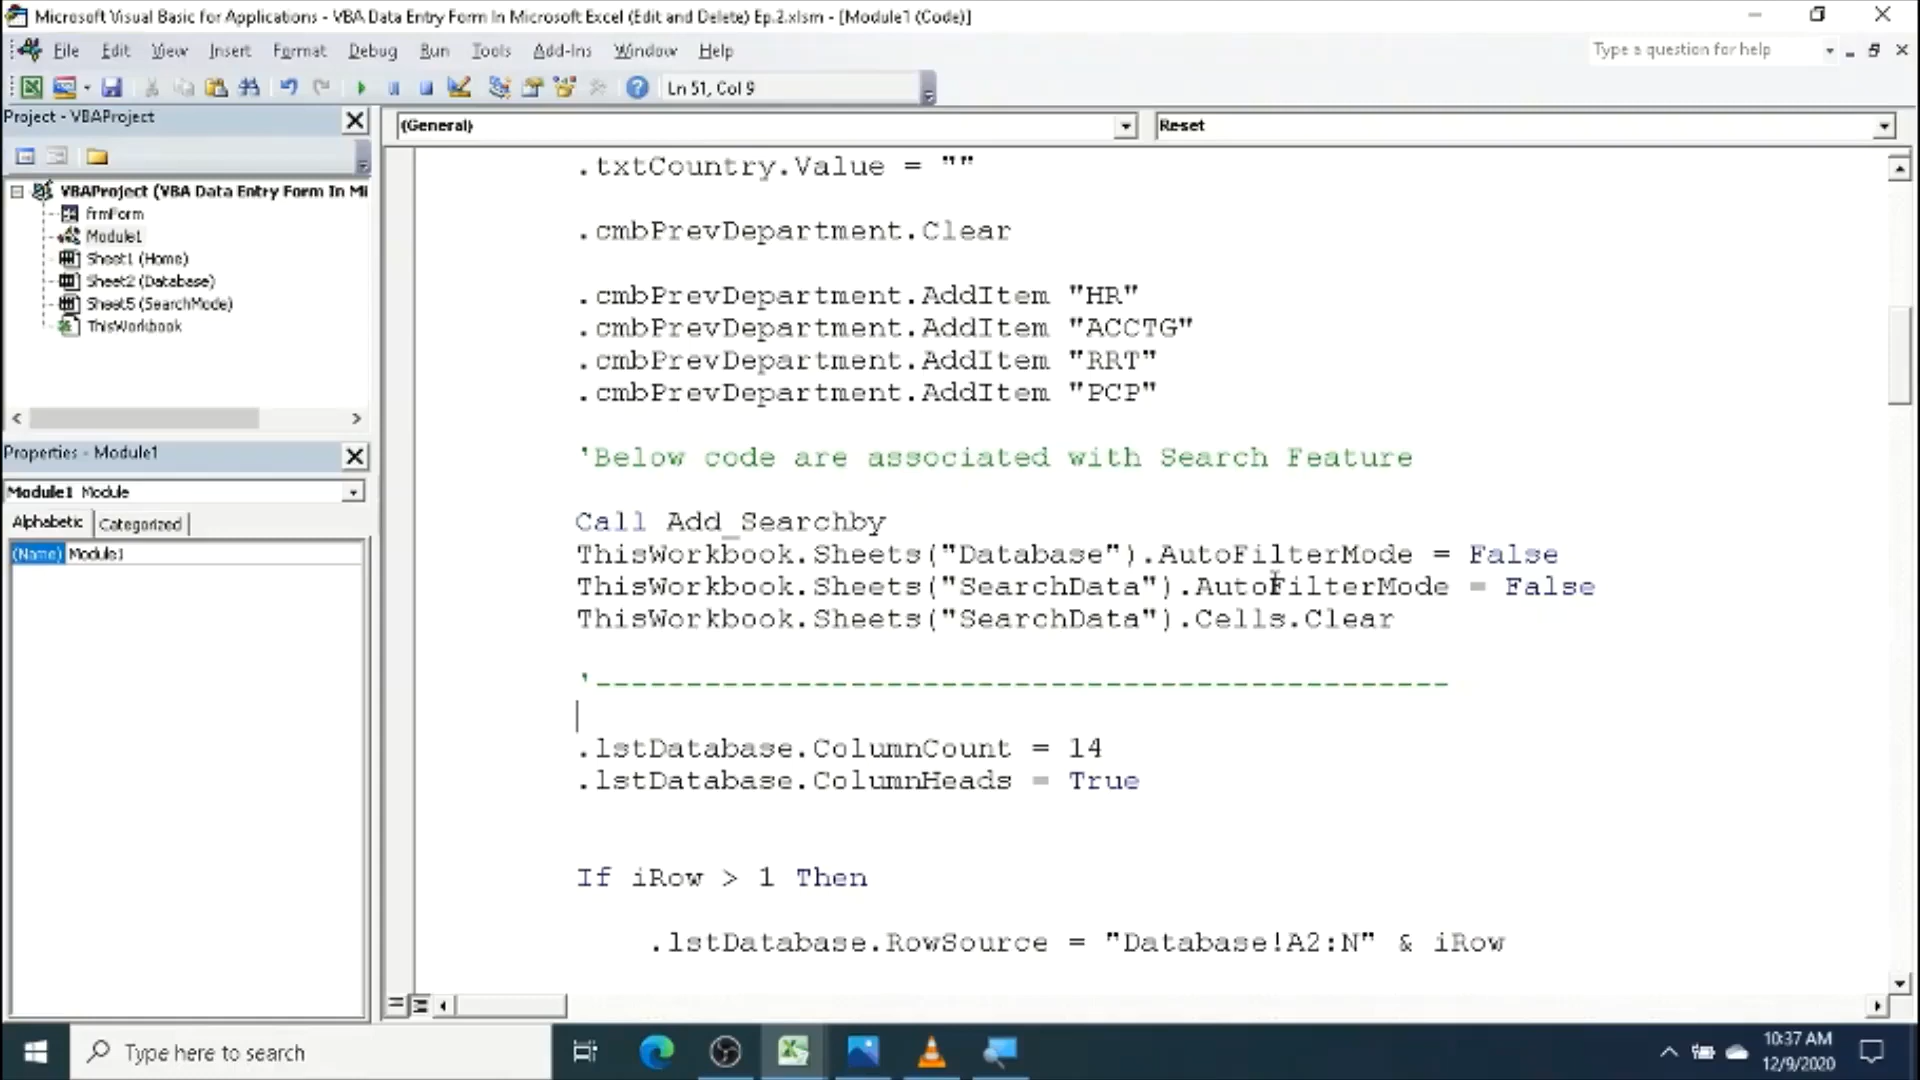 Microsoft Visual Basic for Applications - VBA Data Entry Form In Microsoft Excel (Edit and Delete) Ep.2.xlsm - [Module1 (Code)]
File Edit View Insert Format Debug Run Tools Add-Ins Window Help
Type a question for help
Ln 51, Col 9
Project - VBAProject
(General)
Reset
VBAProject (VBA Data Entry Form In Mi
frmForm
Module1
Sheet1 (Home)
Sheet2 (Database)
Sheet5 (SearchMode)
ThisWorkbook
Properties - Module1
Module1 Module
Alphabetic Categorized
(Name) Module1
.txtCountry.Value = ""
.cmbPrevDepartment.Clear
.cmbPrevDepartment.AddItem "HR"
.cmbPrevDepartment.AddItem "ACCTG"
.cmbPrevDepartment.AddItem "RRT"
.cmbPrevDepartment.AddItem "PCP"
'Below code are associated with Search Feature
Call Add_Searchby
ThisWorkbook.Sheets("Database").AutoFilterMode = False
ThisWorkbook.Sheets("SearchData").AutoFilterMode = False
ThisWorkbook.Sheets("SearchData").Cells.Clear
'-----------------------------------------------
.lstDatabase.ColumnCount = 14
.lstDatabase.ColumnHeads = True
If iRow > 1 Then
.lstDatabase.RowSource = "Database!A2:N" & iRow
Type here to search
10:37 AM
12/9/2020